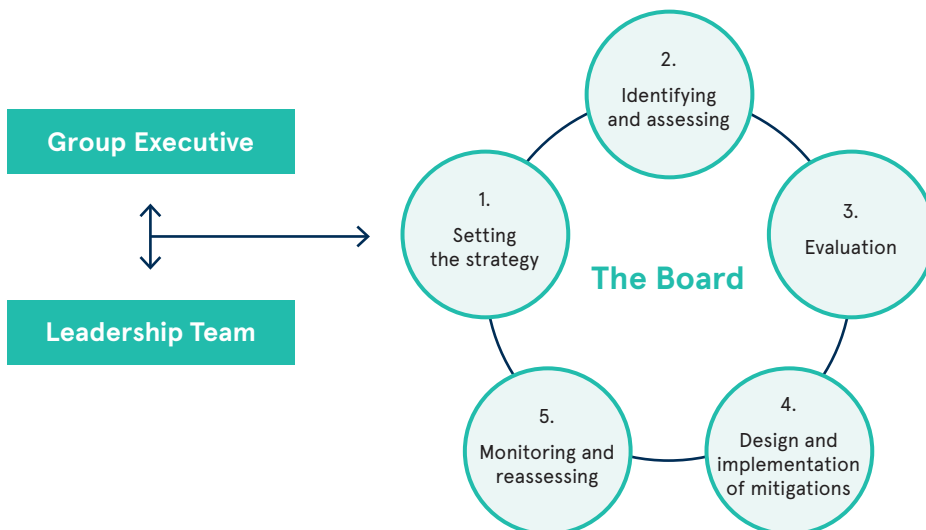 Group Executive
Leadership Team
1.
Setting
the strategy
2.
Identifying
and assessing
3.
Evaluation
The Board
4.
Design and
implementation
of mitigations
5.
Monitoring and
reassessing